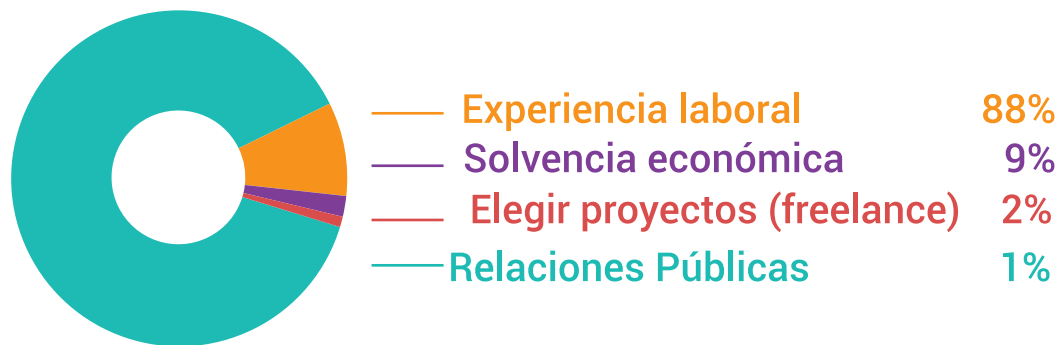 Experiencia laboral 88%
Solvencia económica 9%
Elegir proyectos (freelance) 2%
Relaciones Públicas 1%